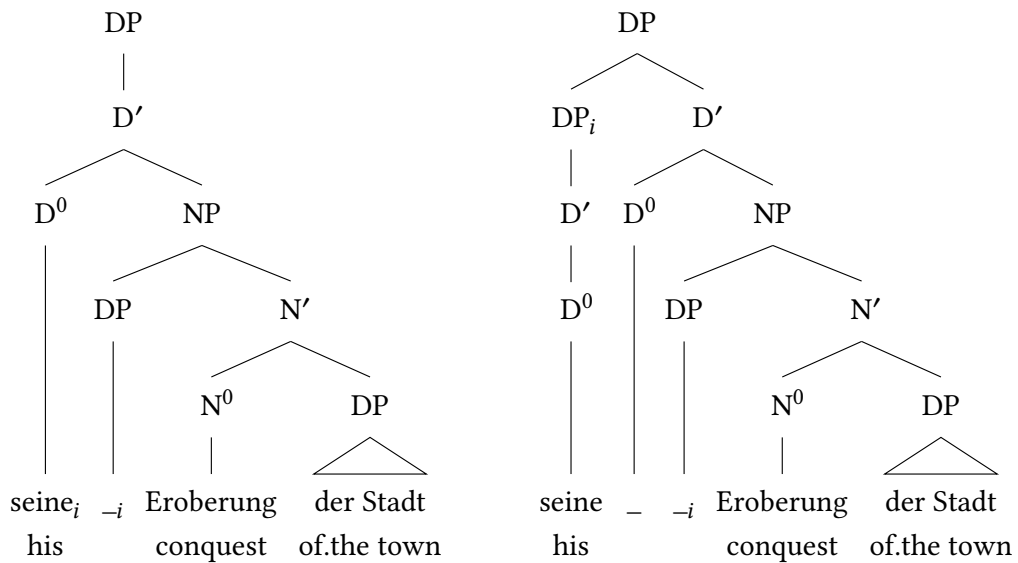 DP DP
D′ DPᵢ D′
D⁰ NP D′ D⁰ NP
DP N′ D⁰ DP N′
N⁰ DP N⁰ DP
seineᵢ _ᵢ Eroberung der Stadt seine _ _ᵢ Eroberung der Stadt
his conquest of.the town his conquest of.the town